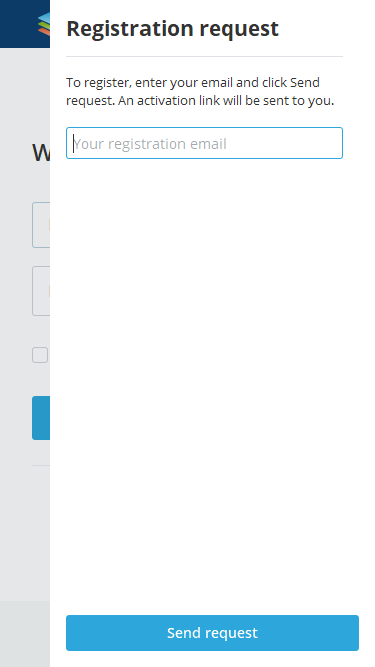 Registration request
To register, enter your email and click Send
request. An activation link will be sent to you.
W
Your registration email
Send request